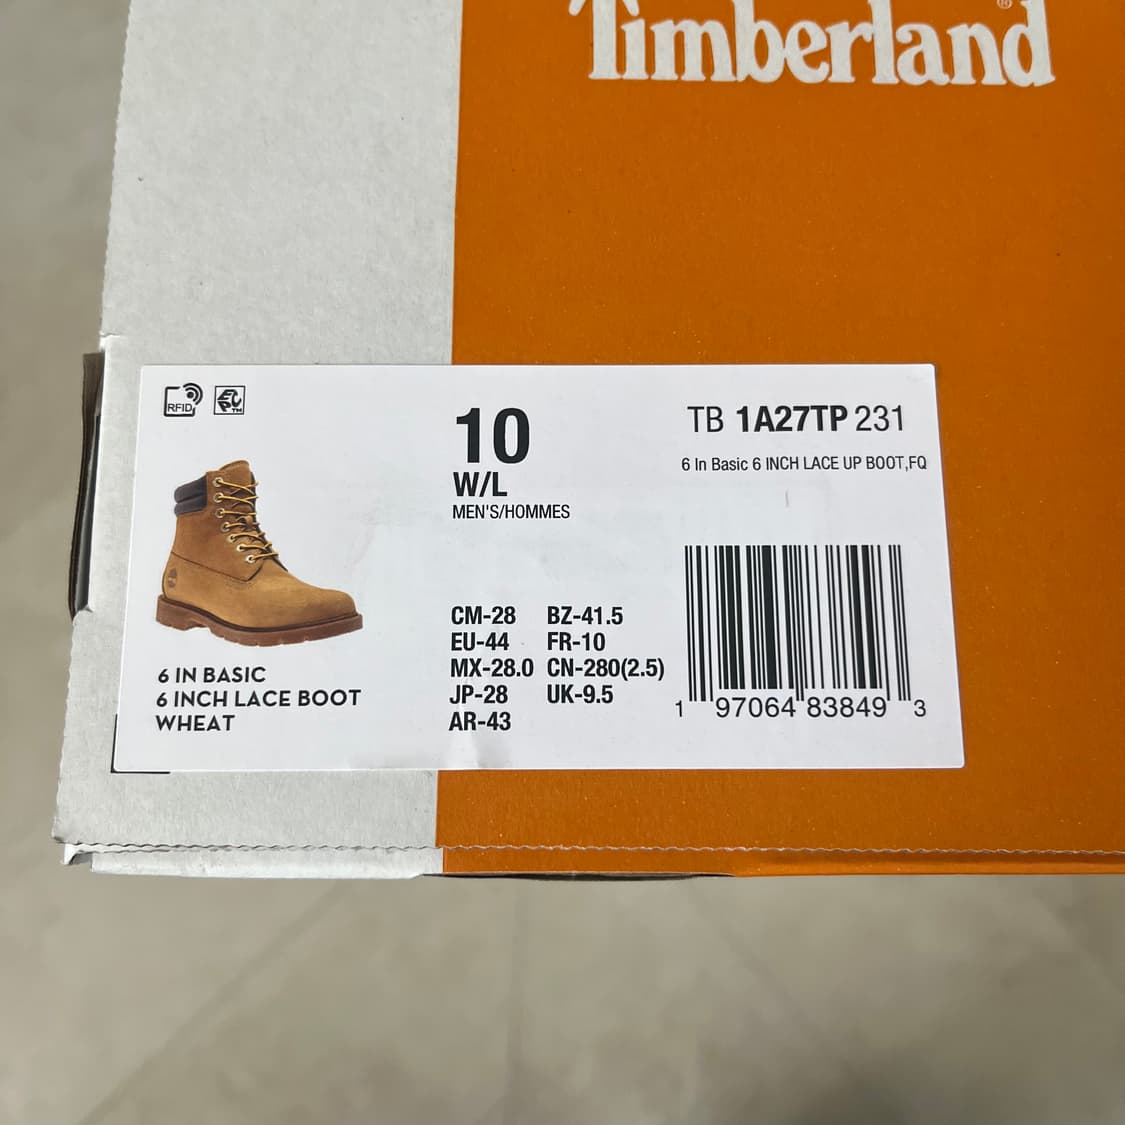 Timberland®
RFID
EPC™
10
W/L
MEN'S/HOMMES
TB 1A27TP 231
6 In Basic 6 INCH LACE UP BOOT,FQ
6 IN BASIC
6 INCH LACE BOOT
WHEAT
CM-28 BZ-41.5
EU-44 FR-10
MX-28.0 CN-280(2.5)
JP-28 UK-9.5
AR-43
1 97064 83849 3